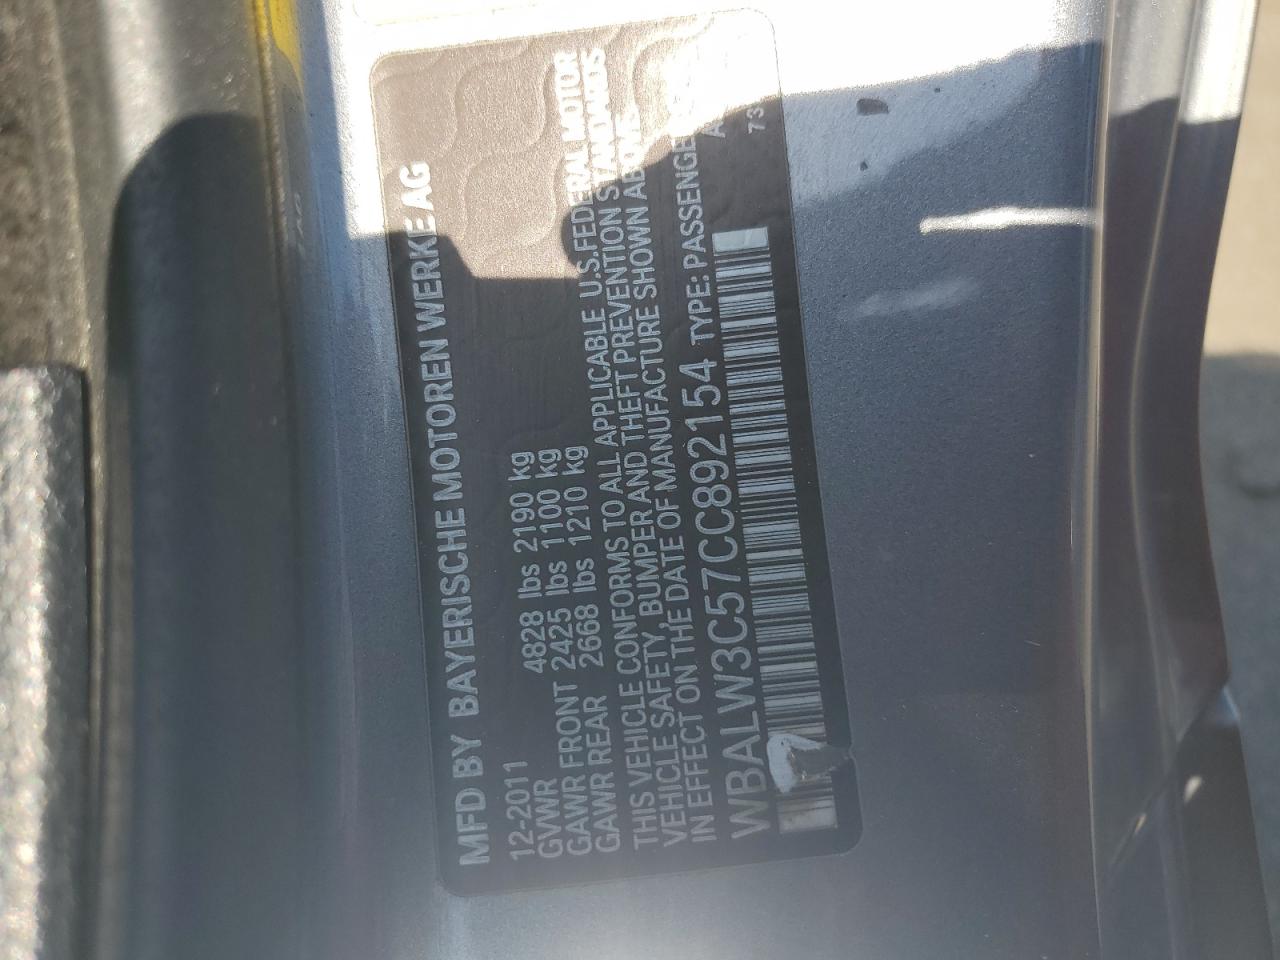 MFD BY BAYERISCHE MOTOREN WERKE AG
12-2011
GVWR 4828 lbs 2190 kg
GAWR FRONT 2425 lbs 1100 kg
GAWR REAR 2668 lbs 1210 kg
THIS VEHICLE CONFORMS TO ALL APPLICABLE U.S.FEDERAL MOTOR
VEHICLE SAFETY, BUMPER AND THEFT PREVENTION STANDARDS
IN EFFECT ON THE DATE OF MANUFACTURE SHOWN ABOVE.
WBALW3C57CC892154 TYPE: PASSENGER
73